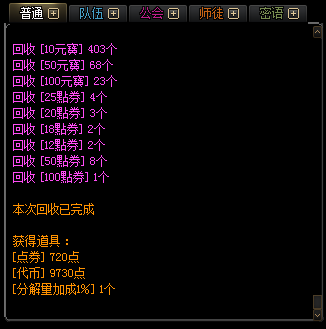 普通 队伍 公会 师徒 密语
回收 [10元寶] 403个
回收 [50元寶] 68个
回收 [100元寶] 23个
回收 [25點券] 4个
回收 [20點券] 3个
回收 [18點券] 2个
回收 [12點券] 2个
回收 [50點券] 8个
回收 [100點券] 1个
本次回收已完成
获得道具：
[点券] 720点
[代币] 9730点
[分解量加成1%] 1个